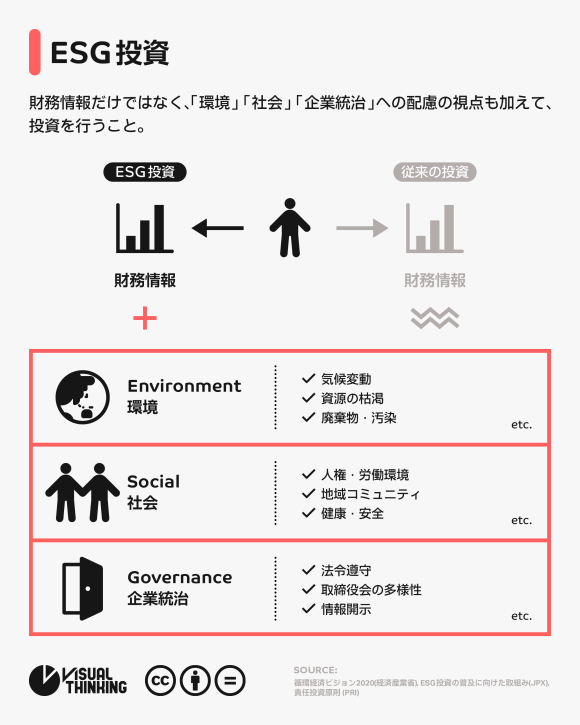 ESG投資
財務情報だけではなく、「環境」「社会」「企業統治」への配慮の視点も加えて、
投資を行うこと。
ESG投資
従来の投資
財務情報
財務情報
Environment
環境
気候変動
資源の枯渇
廃棄物・汚染
etc.
Social
社会
人権・労働環境
地域コミュニティ
健康・安全
etc.
Governance
企業統治
法令遵守
取締役会の多様性
情報開示
etc.
VISUAL
THINKING
cc
SOURCE:
循環経済ビジョン2020(経済産業省), ESG投資の普及に向けた取組み(JPX),
責任投資原則 (PRI)